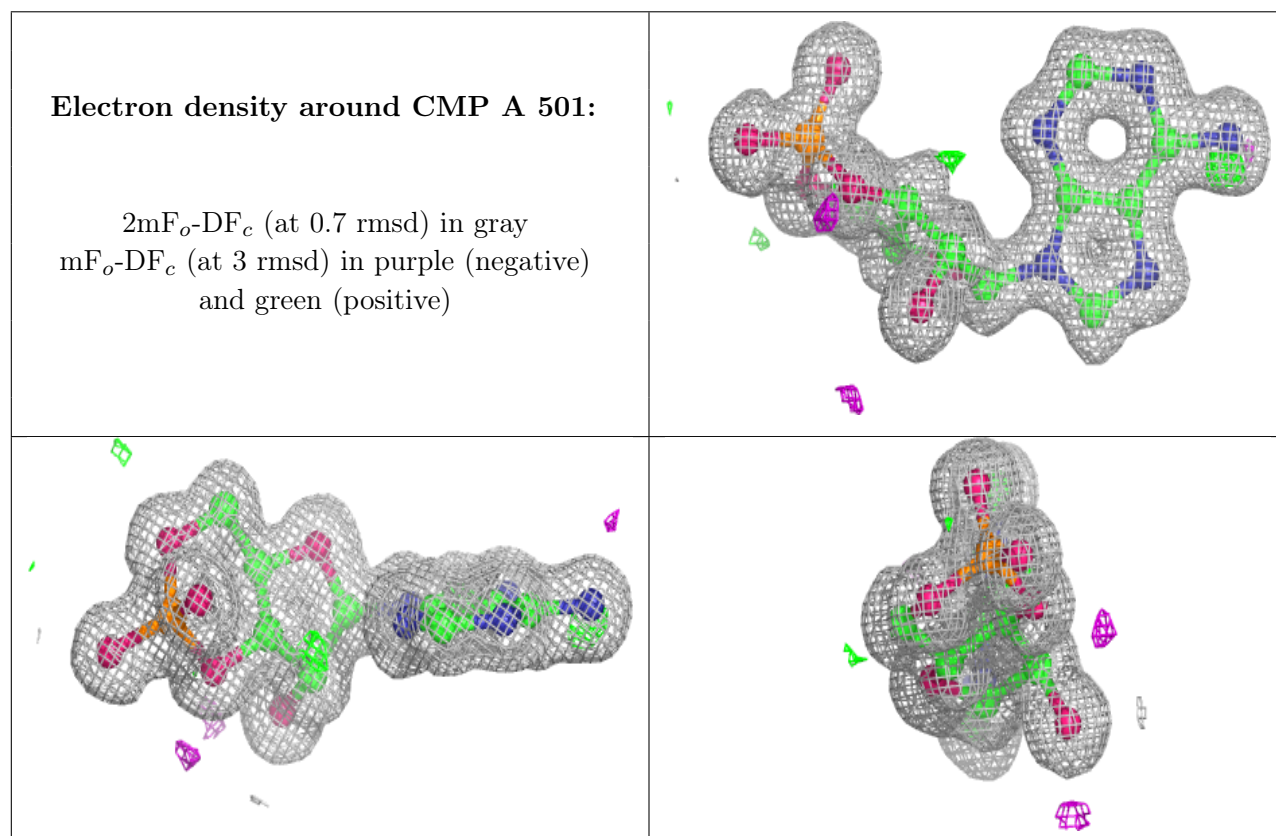 Electron density around CMP A 501:
2mFo-DFc (at 0.7 rmsd) in gray
mFo-DFc (at 3 rmsd) in purple (negative)
and green (positive)